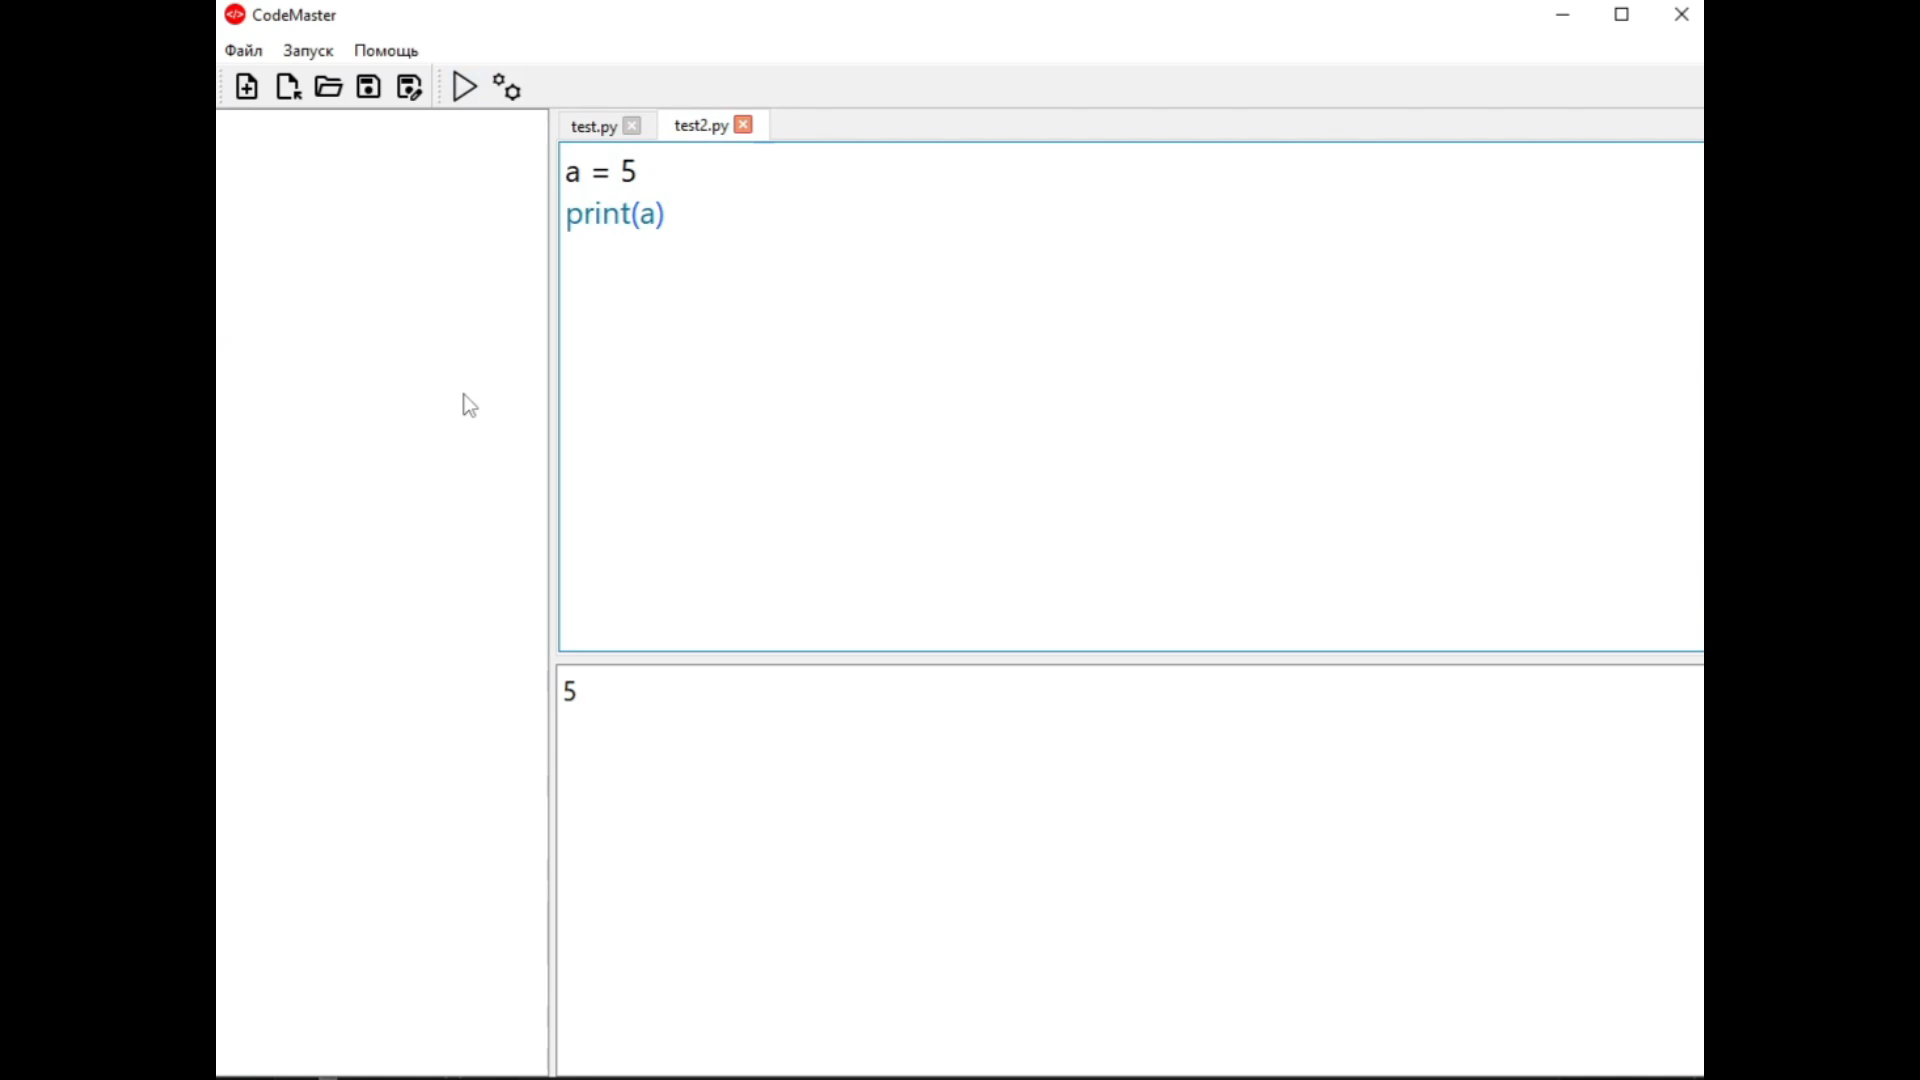 CodeMaster
Файл Запуск Помощь
test.py test2.py
a = 5
print(a)
5